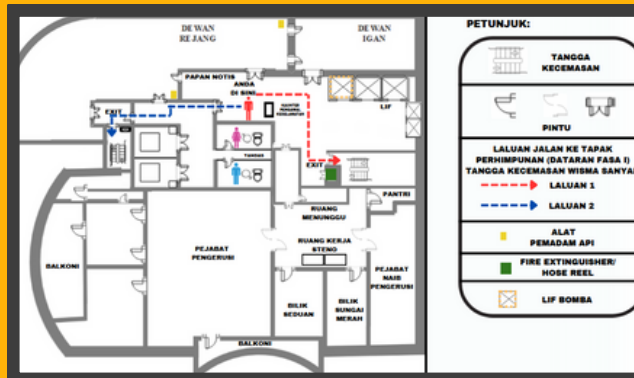 DEWAN
REJANG
DEWAN
IGAN
PAPAN NOTIS
ANDA
DI SINI
LIF
EXIT
TANDAS
EXIT
PANTRI
RUANG
MENUNGGU
RUANG KERJA
STENO
PEJABAT
PENGERUSI
PEJABAT
NAIB
PENGERUSI
BILIK
SEDUAN
BILIK
SUNGAI
MERAH
BALKONI
BALKONI
PETUNJUK:
TANGGA
KECEMASAN
PINTU
LALUAN JALAN KE TAPAK
PERHIMPUNAN (DATARAN FASA I)
TANGGA KECEMASAN WISMA SANYAN
LALUAN 1
LALUAN 2
ALAT
PEMADAM API
FIRE EXTINGUISHER/
HOSE REEL
LIF BOMBA